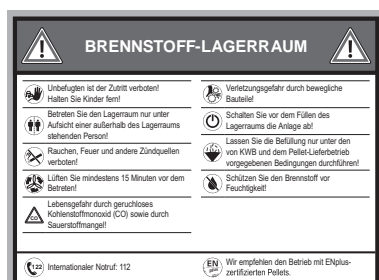 BRENNSTOFF-LAGERRAUM
Unbefugten ist der Zutritt verboten!
Halten Sie Kinder fern!
Betreten Sie den Lagerraum nur unter
Aufsicht einer außerhalb des Lagerraums
stehenden Person!
Rauchen, Feuer und andere Zündquellen
verboten!
Lüften Sie mindestens 15 Minuten vor dem
Betreten!
Lebensgefahr durch geruchloses
Kohlenstoffmonoxid (CO) sowie durch
Sauerstoffmangel!
CO
Verletzungsgefahr durch bewegliche
Bauteile!
Schalten Sie vor dem Füllen des
Lagerraums die Anlage ab!
Lassen Sie die Befüllung nur unter den
von KWB und dem Pellet-Lieferbetrieb
vorgegebenen Bedingungen durchführen!
Schützen Sie den Brennstoff vor
Feuchtigkeit!
122
Internationaler Notruf: 112
EN
plus
Wir empfehlen den Betrieb mit ENplus-
zertifizierten Pellets.